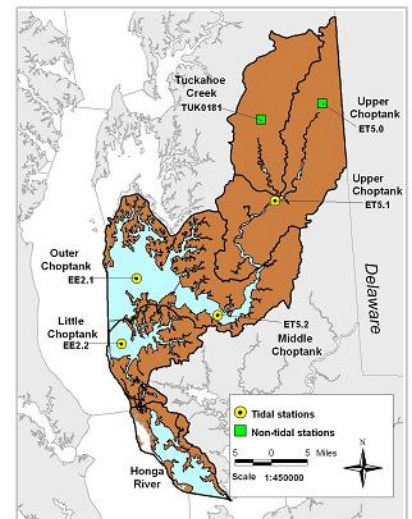 Tuckahoe
Creek
TUK0181
Upper
Choptank
ET5.0
Upper
Choptank
ET5.1
Outer
Choptank
EE2.1
Delaware
Little
Choptank
EE2.2
ET5.2
Middle
Choptank
Honga
River
Tidal stations
Non-tidal stations
5 0 5 Miles
Scale 1:450000
N